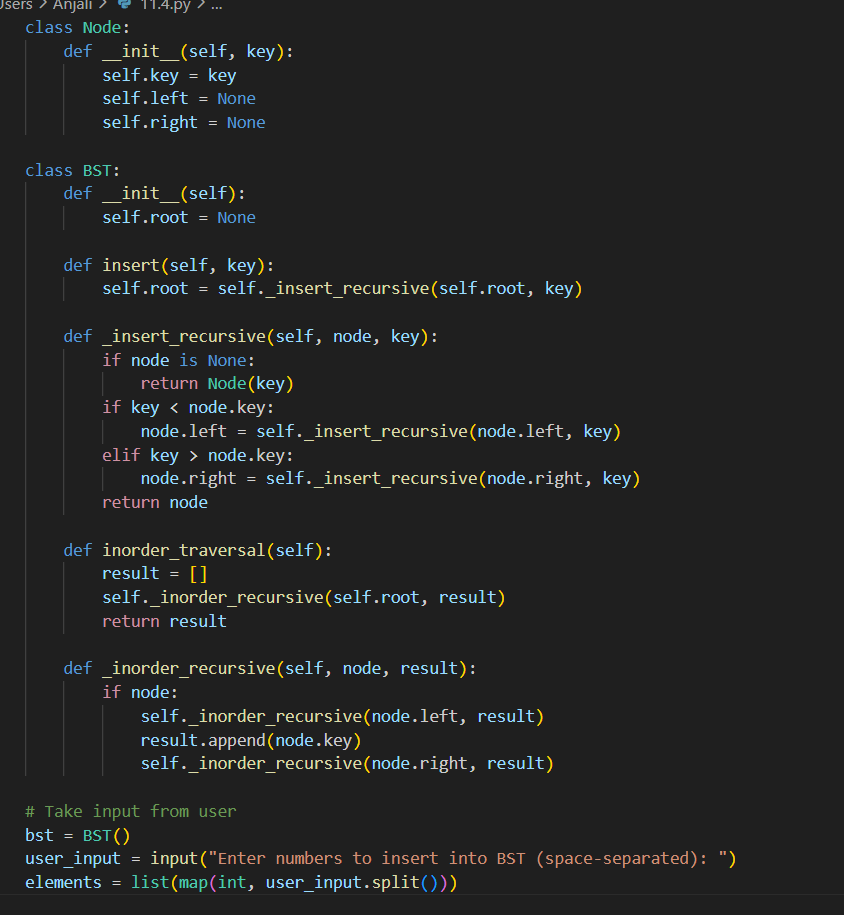 Users > Anjali > 11.4.py > ...
class Node:
    def __init__(self, key):
        self.key = key
        self.left = None
        self.right = None

class BST:
    def __init__(self):
        self.root = None

    def insert(self, key):
        self.root = self._insert_recursive(self.root, key)

    def _insert_recursive(self, node, key):
        if node is None:
            return Node(key)
        if key < node.key:
            node.left = self._insert_recursive(node.left, key)
        elif key > node.key:
            node.right = self._insert_recursive(node.right, key)
        return node

    def inorder_traversal(self):
        result = []
        self._inorder_recursive(self.root, result)
        return result

    def _inorder_recursive(self, node, result):
        if node:
            self._inorder_recursive(node.left, result)
            result.append(node.key)
            self._inorder_recursive(node.right, result)

# Take input from user
bst = BST()
user_input = input("Enter numbers to insert into BST (space-separated): ")
elements = list(map(int, user_input.split()))